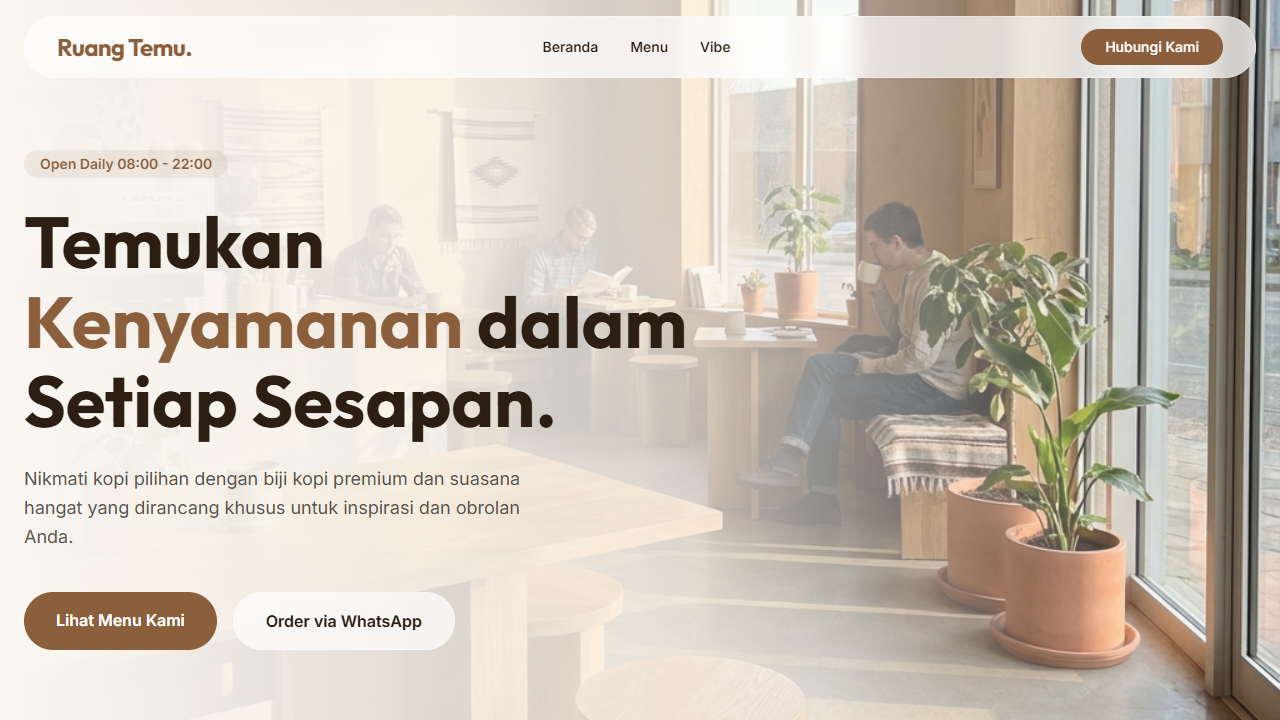 Ruang Temu.
Beranda
Menu
Vibe
Hubungi Kami
Open Daily 08:00 - 22:00
Temukan
Kenyamanan dalam
Setiap Sesapan.
Nikmati kopi pilihan dengan biji kopi premium dan suasana
hangat yang dirancang khusus untuk inspirasi dan obrolan
Anda.
Lihat Menu Kami
Order via WhatsApp